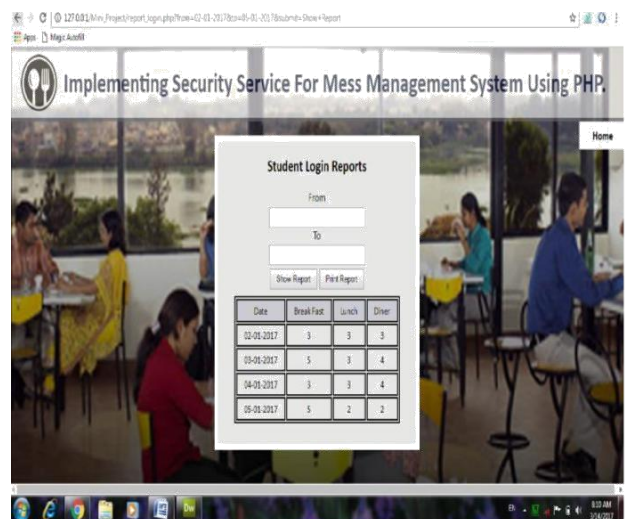 127.0.0.1/Mini_Project/report_login.php?from=02-01-2017&to=05-01-2017&submit=Show+Report
Apps Magic Autofill
Implementing Security Service For Mess Management System Using PHP.
Home
Student Login Reports
From
To
Show Report Print Report
Date Break Fast Lunch Diner
02-01-2017 3 3 3
03-01-2017 5 3 4
04-01-2017 3 3 4
05-01-2017 5 2 2
Dw
EN
8:10 AM
3/14/2017